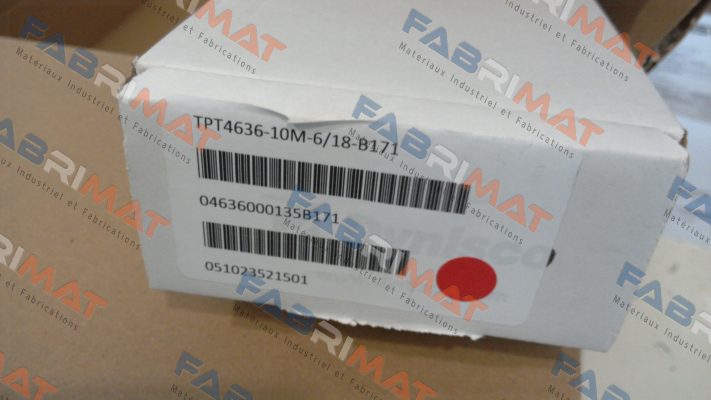 TPT4636-10M-6/18-B171
04636000135B171
051023521501
FABRIMAT
Materiaux Industriel et Fabrications